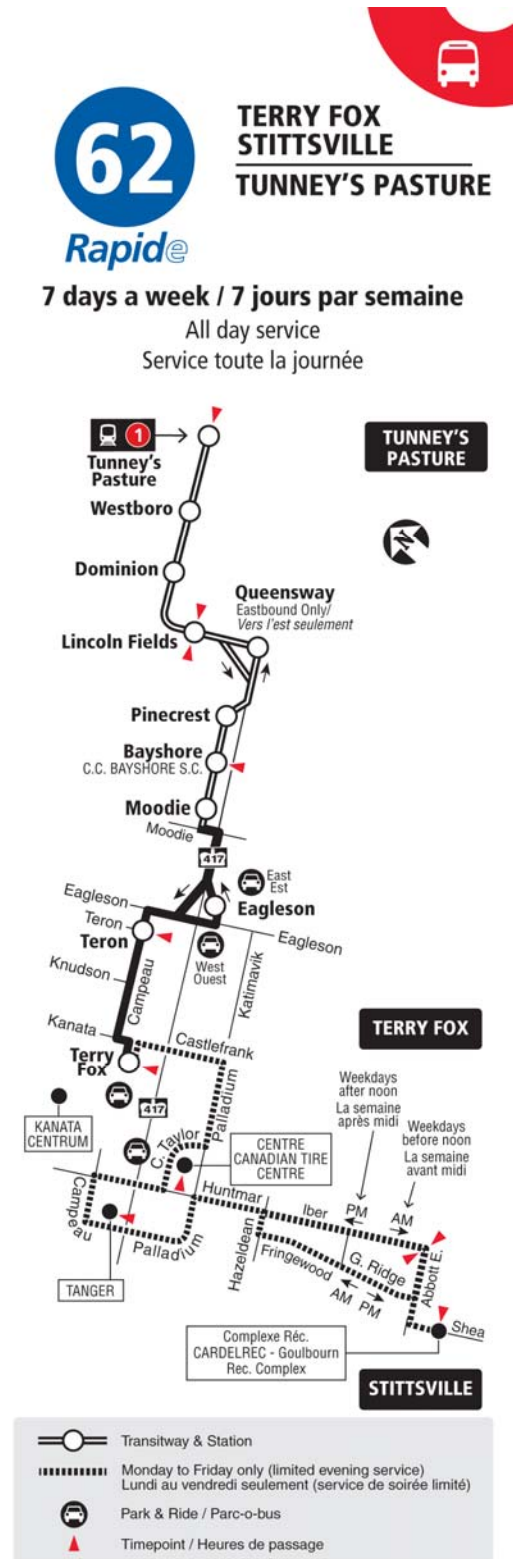 62
Rapide
TERRY FOX
STITTSVILLE
TUNNEY'S PASTURE
7 days a week / 7 jours par semaine
All day service
Service toute la journée
1
Tunney's
Pasture
TUNNEY'S
PASTURE
N
Westboro
Dominion
Queensway
Eastbound Only/
Vers l'est seulement
Lincoln Fields
Pinecrest
Bayshore
C.C. BAYSHORE S.C.
Moodie
Moodie
417
East
Est
Eagleson
Eagleson
Teron
Teron
Eagleson
West
Ouest
Knudson
Campeau
Katimavik
Kanata
Castlefrank
Terry
Fox
TERRY FOX
Palladium
417
KANATA
CENTRUM
C. Taylor
CENTRE
CANADIAN TIRE
CENTRE
Weekdays
after noon
La semaine
après midi
Weekdays
before noon
La semaine
avant midi
Campeau
Huntmar
Iber
PM
AM
Palladium
Hazeldean
Fringewood
G. Ridge
AM
PM
Abbott E.
TANGER
Shea
Complexe Réc.
CARDELREC - Goulbourn
Rec. Complex
STITTSVILLE
Transitway & Station
Monday to Friday only (limited evening service)
Lundi au vendredi seulement (service de soirée limité)
Park & Ride / Parc-o-bus
Timepoint / Heures de passage